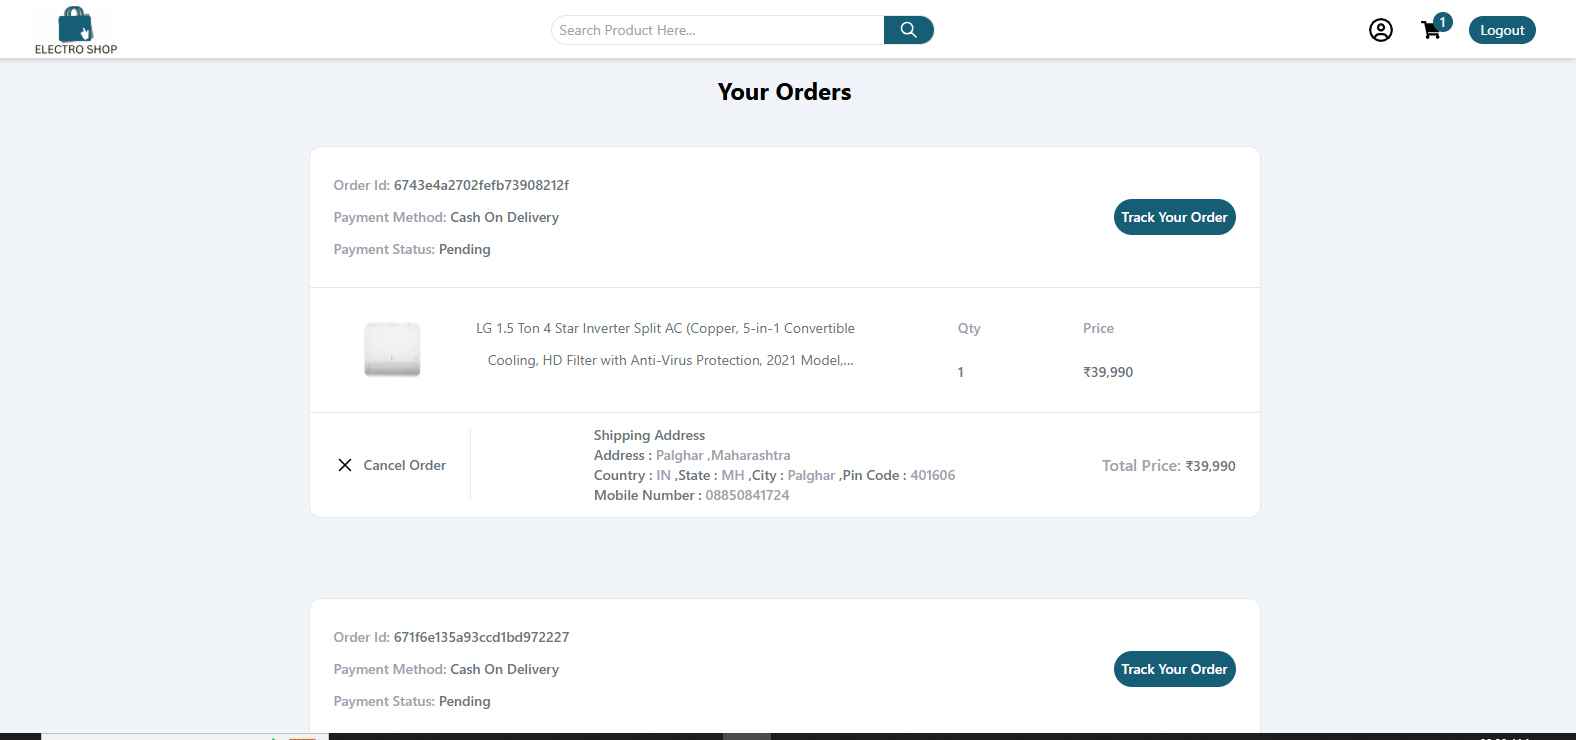 ELECTRO SHOP
Search Product Here...
1
Logout
Your Orders
Order Id: 6743e4a2702fefb73908212f
Payment Method: Cash On Delivery
Payment Status: Pending
Track Your Order
LG 1.5 Ton 4 Star Inverter Split AC (Copper, 5-in-1 Convertible
Cooling, HD Filter with Anti-Virus Protection, 2021 Model,...
Qty
1
Price
₹39,990
Cancel Order
Shipping Address
Address : Palghar ,Maharashtra
Country : IN ,State : MH ,City : Palghar ,Pin Code : 401606
Mobile Number : 08850841724
Total Price: ₹39,990
Order Id: 671f6e135a93ccd1bd972227
Payment Method: Cash On Delivery
Payment Status: Pending
Track Your Order